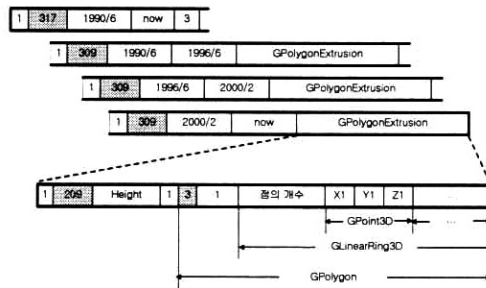 1 317 1990/6 now 3
1 309 1990/6 1996/6 GPolygonExtrusion
1 309 1996/6 2000/2 GPolygonExtrusion
1 309 2000/2 now GPolygonExtrusion
1 209 Height 1 3 1 점의 개수 X1 Y1 Z1 ...
GPoint3D ...
GLinearRing3D
GPolygon